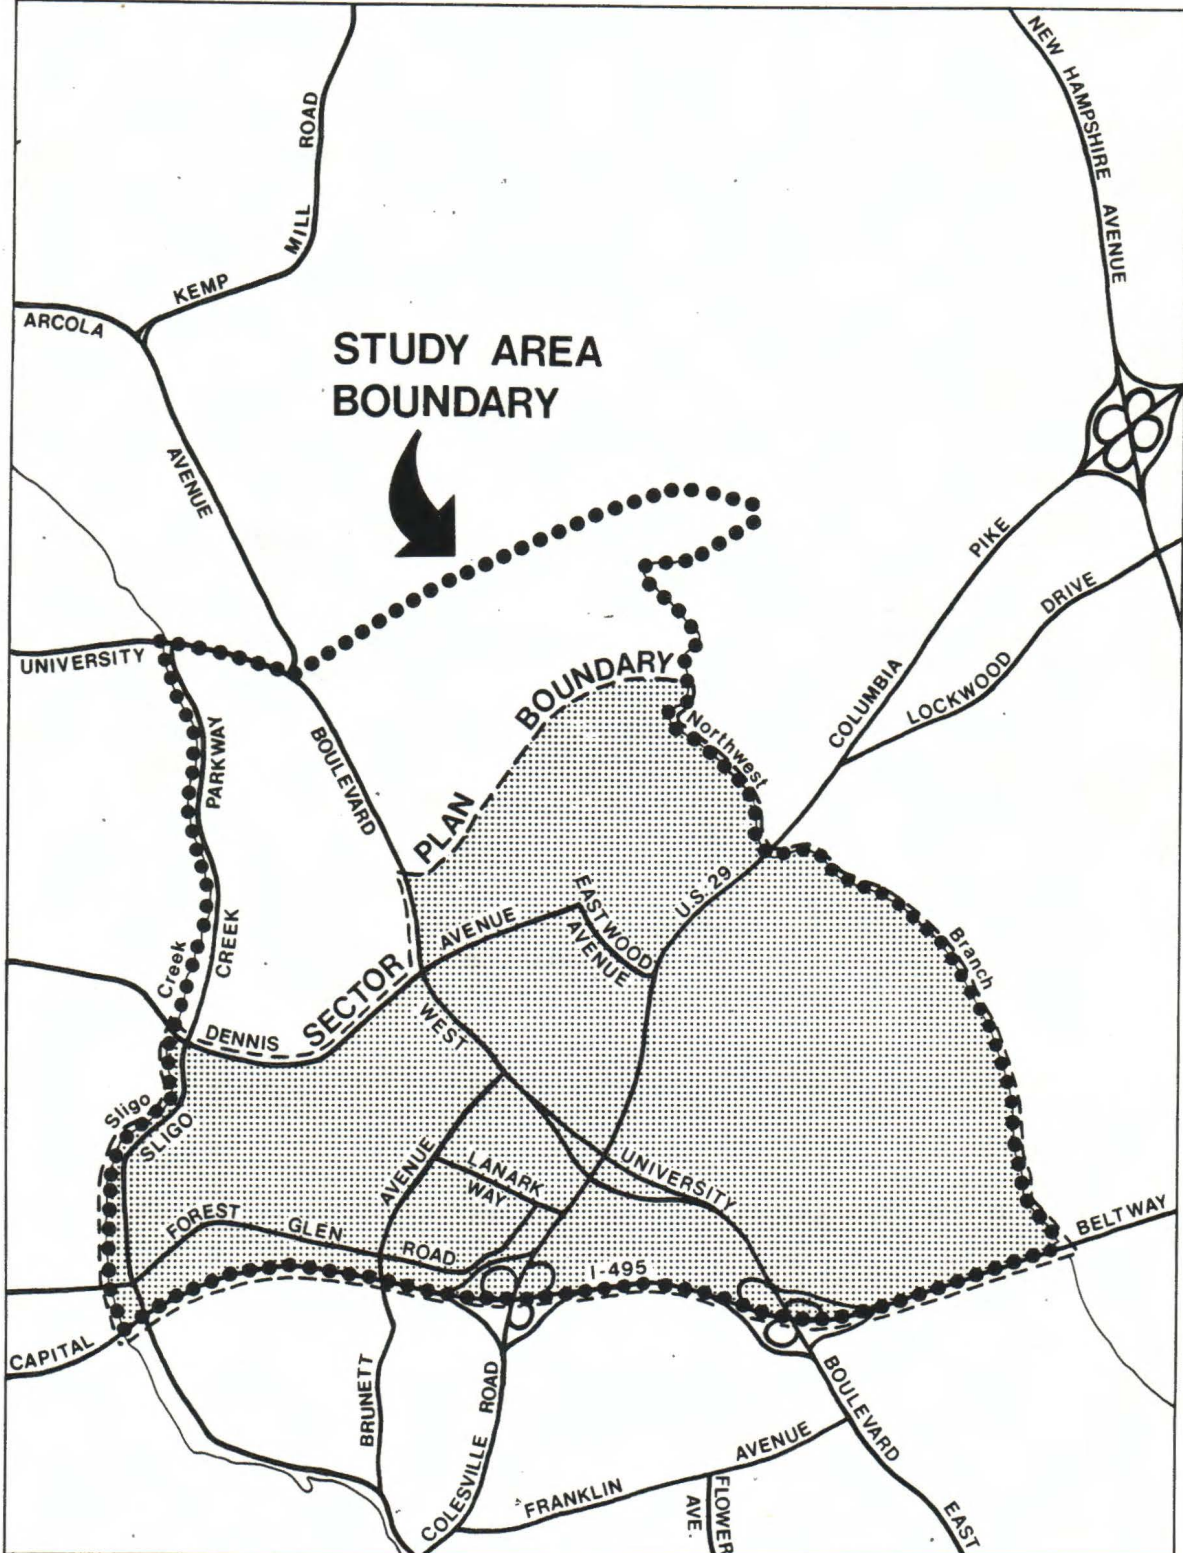 NEW HAMPSHIRE AVENUE
KEMP MILL ROAD
ARCOLA AVENUE
STUDY AREA
BOUNDARY
COLUMBIA PIKE
LOCKWOOD DRIVE
UNIVERSITY BOULEVARD WEST
SECTOR PLAN BOUNDARY
Northwest Branch
PARKWAY
CREEK
SLIGO
Sligo Creek
U.S. 29
EASTWOOD
AVENUE
DENNIS AVENUE
LANARK
WAY
AVENUE
UNIVERSITY
FOREST GLEN ROAD
I-495
CAPITAL
BELTWAY
BRUNETT
COLESVILLE ROAD
BOULEVARD EAST
FRANKLIN AVENUE
FLOWER
AVE.